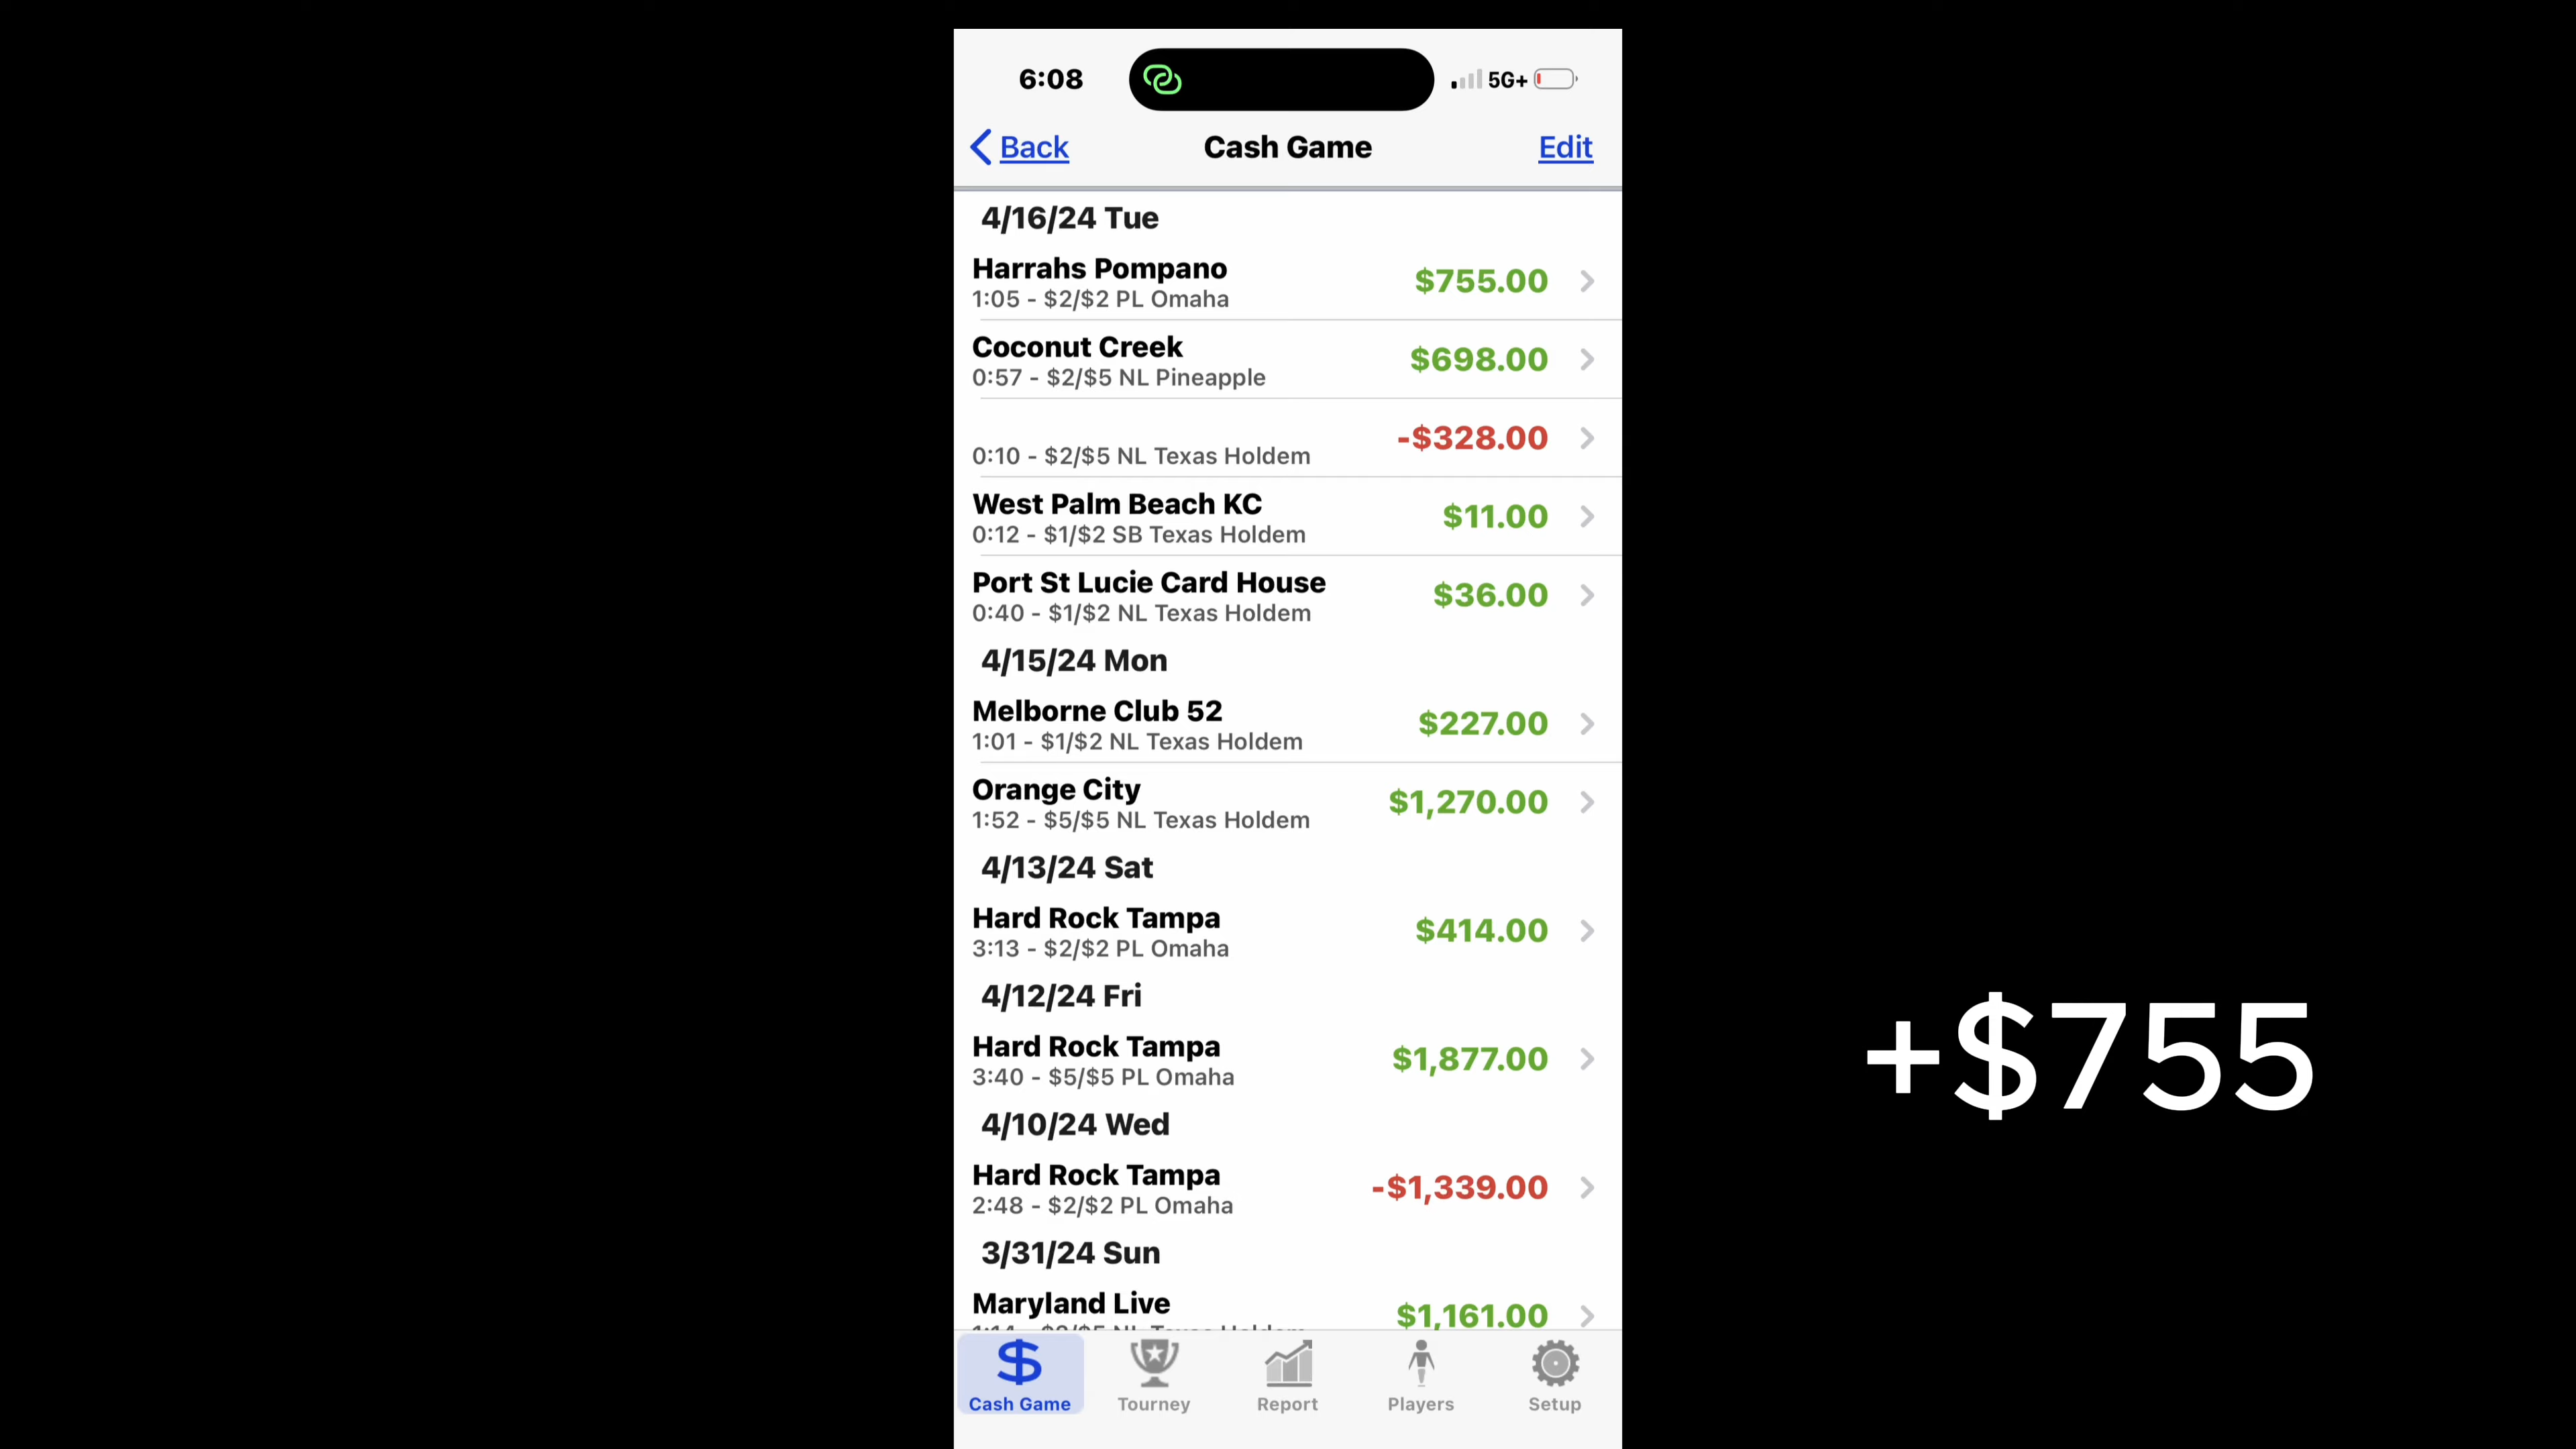 6:08
5G+
Back
Cash Game
Edit
4/16/24 Tue
Harrahs Pompano
$755.00
1:05 - $2/$2 PL Omaha
Coconut Creek
$698.00
0:57 - $2/$5 NL Pineapple
-$328.00
0:10 - $2/$5 NL Texas Holdem
West Palm Beach KC
$11.00
0:12 - $1/$2 SB Texas Holdem
Port St Lucie Card House
$36.00
0:40 - $1/$2 NL Texas Holdem
4/15/24 Mon
Melborne Club 52
$227.00
1:01 - $1/$2 NL Texas Holdem
Orange City
$1,270.00
1:52 - $5/$5 NL Texas Holdem
4/13/24 Sat
Hard Rock Tampa
$414.00
3:13 - $2/$2 PL Omaha
4/12/24 Fri
Hard Rock Tampa
$1,877.00
3:40 - $5/$5 PL Omaha
4/10/24 Wed
Hard Rock Tampa
-$1,339.00
2:48 - $2/$2 PL Omaha
3/31/24 Sun
Maryland Live
$1,161.00
Cash Game
Tourney
Report
Players
Setup
+$755